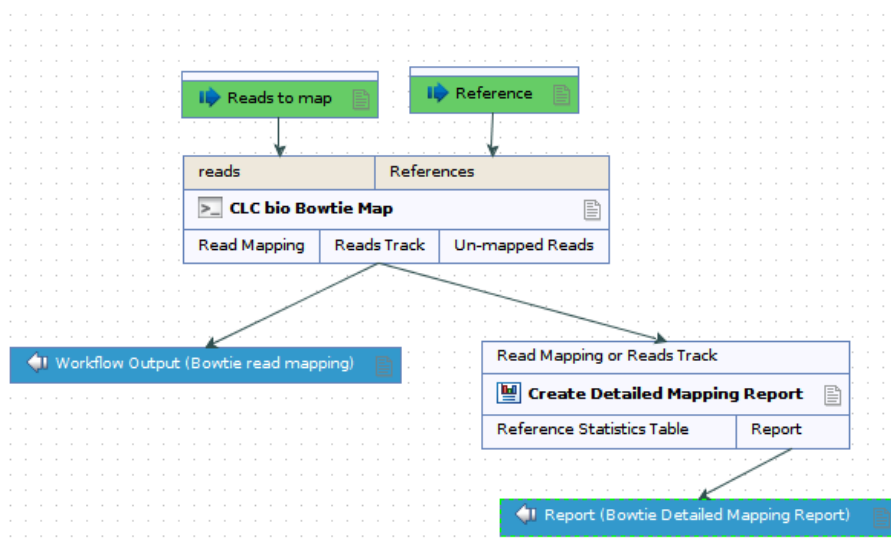 Reads to map
Reference
reads References
CLC bio Bowtie Map
Read Mapping Reads Track Un-mapped Reads
Workflow Output (Bowtie read mapping)
Read Mapping or Reads Track
Create Detailed Mapping Report
Reference Statistics Table Report
Report (Bowtie Detailed Mapping Report)